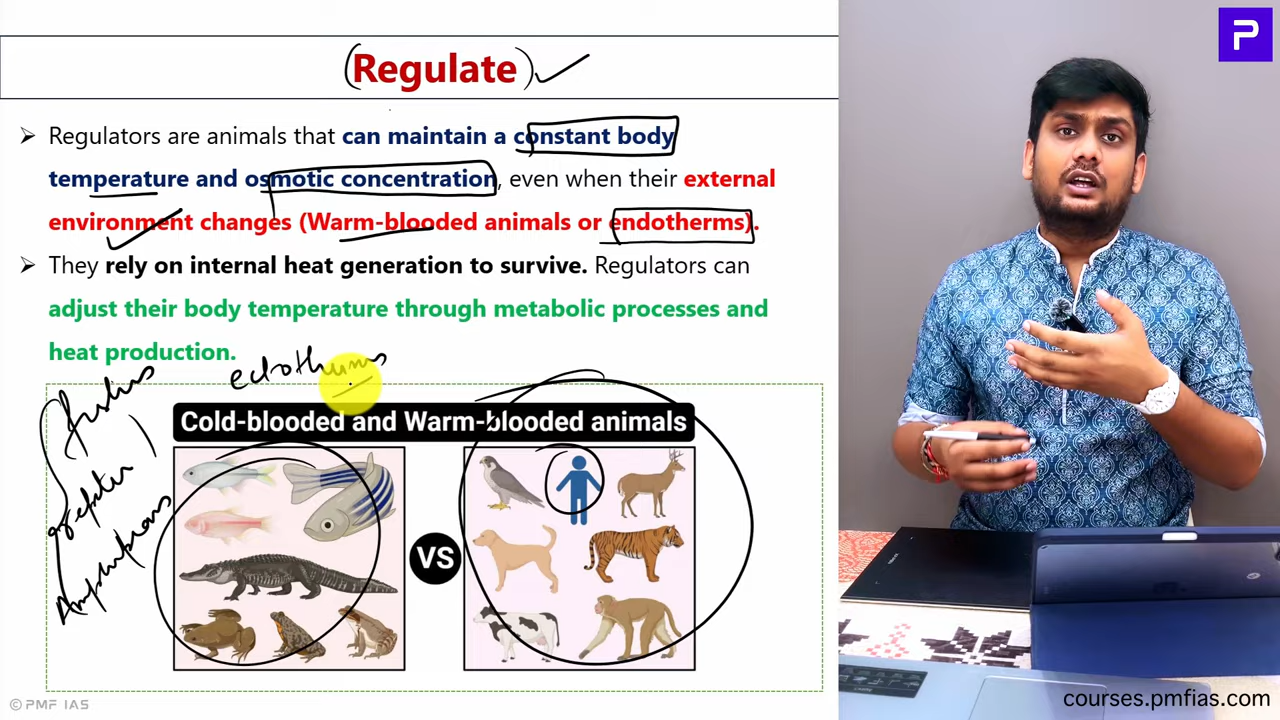 (Regulate)
P
➢ Regulators are animals that can maintain a constant body
temperature and osmotic concentration, even when their external
environment changes (Warm-blooded animals or endotherms).
➢ They rely on internal heat generation to survive. Regulators can
adjust their body temperature through metabolic processes and
heat production.
ectotherms
Cold-blooded and Warm-blooded animals
VS
© PMF IAS
courses.pmfias.com